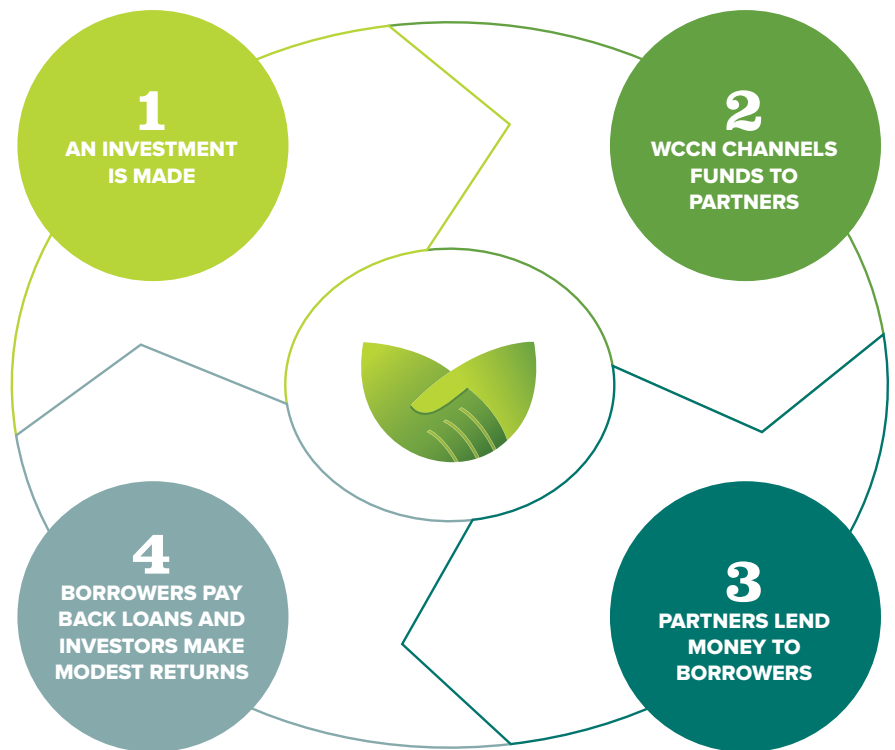 1
AN INVESTMENT
IS MADE
2
WCCN CHANNELS
FUNDS TO
PARTNERS
3
PARTNERS LEND
MONEY TO
BORROWERS
4
BORROWERS PAY
BACK LOANS AND
INVESTORS MAKE
MODEST RETURNS